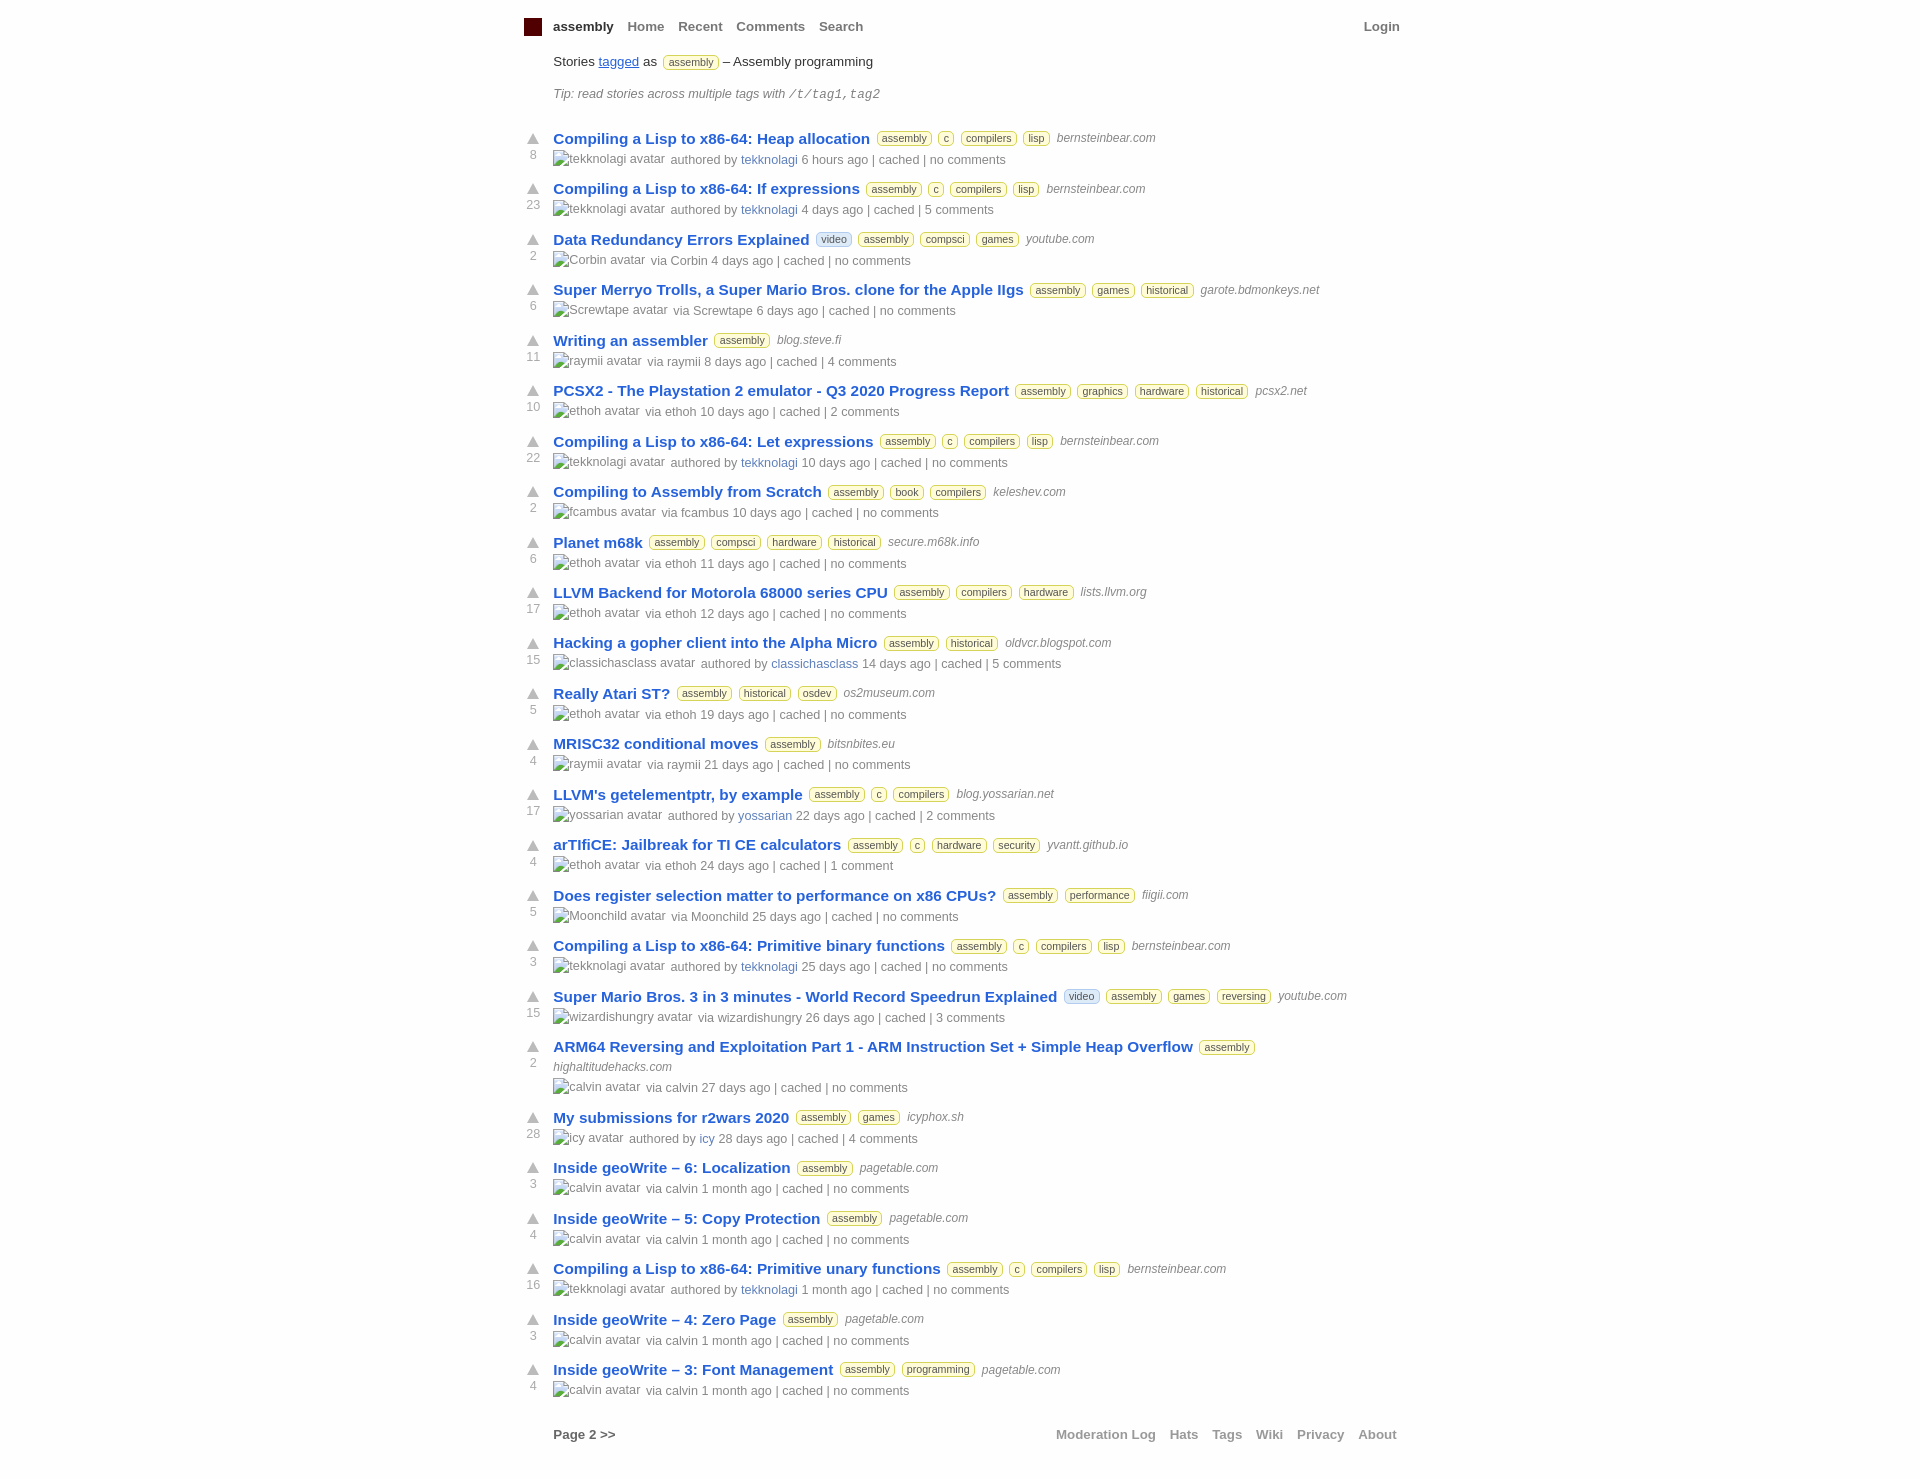 assembly Home Recent Comments Search Login
Stories tagged as assembly – Assembly programming
Tip: read stories across multiple tags with /t/tag1,tag2
Compiling a Lisp to x86-64: Heap allocation assembly c compilers lisp bernsteinbear.com
8 tekknolagi avatar authored by tekknolagi 6 hours ago | cached | no comments
Compiling a Lisp to x86-64: If expressions assembly c compilers lisp bernsteinbear.com
23 tekknolagi avatar authored by tekknolagi 4 days ago | cached | 5 comments
Data Redundancy Errors Explained video assembly compsci games youtube.com
2 Corbin avatar via Corbin 4 days ago | cached | no comments
Super Merryo Trolls, a Super Mario Bros. clone for the Apple IIgs assembly games historical garote.bdmonkeys.net
6 Screwtape avatar via Screwtape 6 days ago | cached | no comments
Writing an assembler assembly blog.steve.fi
11 raymii avatar via raymii 8 days ago | cached | 4 comments
PCSX2 - The Playstation 2 emulator - Q3 2020 Progress Report assembly graphics hardware historical pcsx2.net
10 ethoh avatar via ethoh 10 days ago | cached | 2 comments
Compiling a Lisp to x86-64: Let expressions assembly c compilers lisp bernsteinbear.com
22 tekknolagi avatar authored by tekknolagi 10 days ago | cached | no comments
Compiling to Assembly from Scratch assembly book compilers keleshev.com
2 fcambus avatar via fcambus 10 days ago | cached | no comments
Planet m68k assembly compsci hardware historical secure.m68k.info
6 ethoh avatar via ethoh 11 days ago | cached | no comments
LLVM Backend for Motorola 68000 series CPU assembly compilers hardware lists.llvm.org
17 ethoh avatar via ethoh 12 days ago | cached | no comments
Hacking a gopher client into the Alpha Micro assembly historical oldvcr.blogspot.com
15 classichasclass avatar authored by classichasclass 14 days ago | cached | 5 comments
Really Atari ST? assembly historical osdev os2museum.com
5 ethoh avatar via ethoh 19 days ago | cached | no comments
MRISC32 conditional moves assembly bitsnbites.eu
4 raymii avatar via raymii 21 days ago | cached | no comments
LLVM's getelementptr, by example assembly c compilers blog.yossarian.net
17 yossarian avatar authored by yossarian 22 days ago | cached | 2 comments
arTIfiCE: Jailbreak for TI CE calculators assembly c hardware security yvantt.github.io
4 ethoh avatar via ethoh 24 days ago | cached | 1 comment
Does register selection matter to performance on x86 CPUs? assembly performance fiigii.com
5 Moonchild avatar via Moonchild 25 days ago | cached | no comments
Compiling a Lisp to x86-64: Primitive binary functions assembly c compilers lisp bernsteinbear.com
3 tekknolagi avatar authored by tekknolagi 25 days ago | cached | no comments
Super Mario Bros. 3 in 3 minutes - World Record Speedrun Explained video assembly games reversing youtube.com
15 wizardishungry avatar via wizardishungry 26 days ago | cached | 3 comments
ARM64 Reversing and Exploitation Part 1 - ARM Instruction Set + Simple Heap Overflow assembly
2 highaltitudehacks.com
calvin avatar via calvin 27 days ago | cached | no comments
My submissions for r2wars 2020 assembly games icyphox.sh
28 icy avatar authored by icy 28 days ago | cached | 4 comments
Inside geoWrite – 6: Localization assembly pagetable.com
3 calvin avatar via calvin 1 month ago | cached | no comments
Inside geoWrite – 5: Copy Protection assembly pagetable.com
4 calvin avatar via calvin 1 month ago | cached | no comments
Compiling a Lisp to x86-64: Primitive unary functions assembly c compilers lisp bernsteinbear.com
16 tekknolagi avatar authored by tekknolagi 1 month ago | cached | no comments
Inside geoWrite – 4: Zero Page assembly pagetable.com
3 calvin avatar via calvin 1 month ago | cached | no comments
Inside geoWrite – 3: Font Management assembly programming pagetable.com
4 calvin avatar via calvin 1 month ago | cached | no comments
Page 2 >> Moderation Log Hats Tags Wiki Privacy About